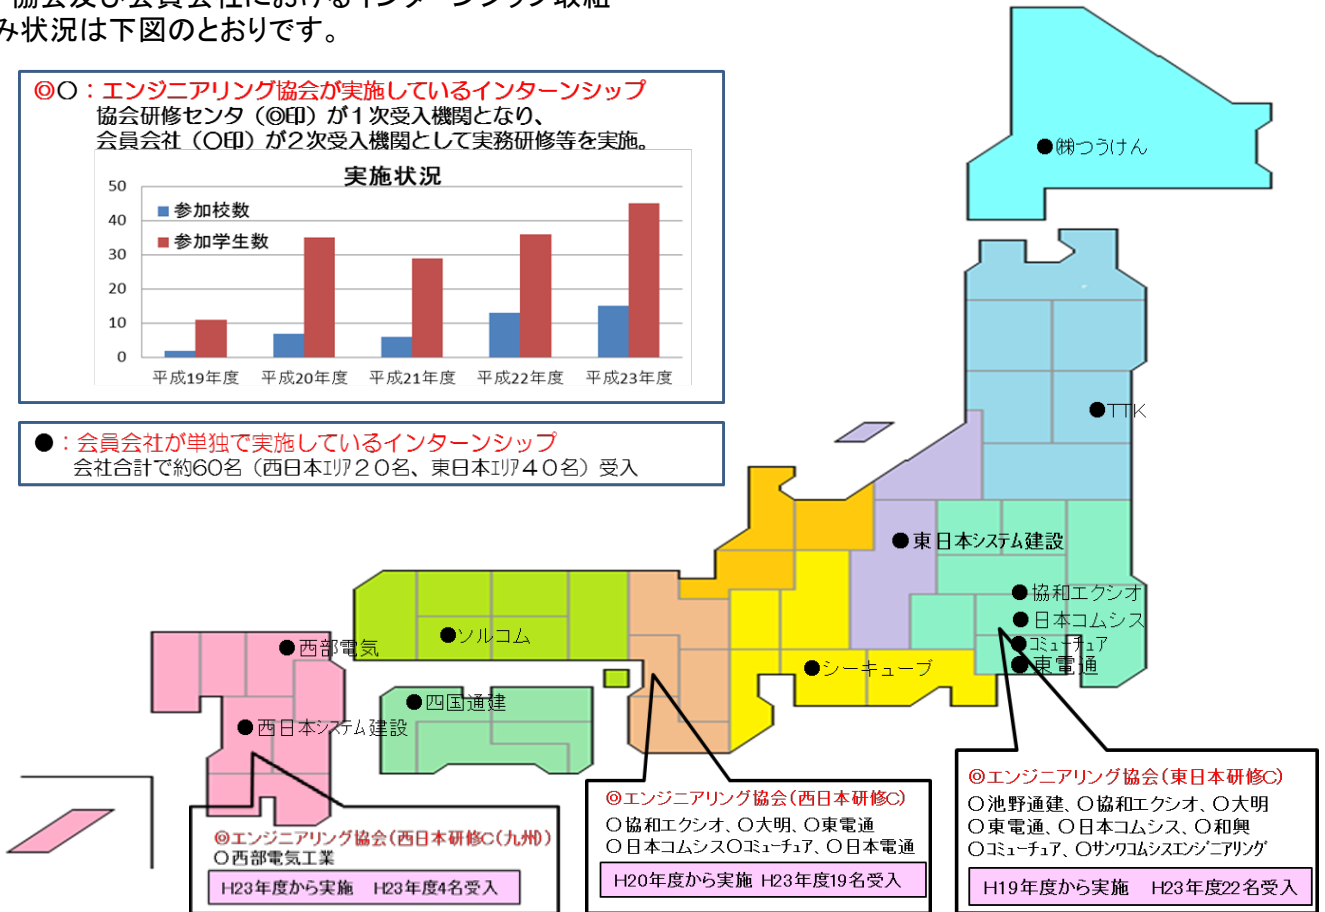 協会及び会員会社におけるインターンシップ取組
み状況は下図のとおりです。
◎○：エンジニアリング協会が実施しているインターンシップ
協会研修センタ（◎印）が１次受入機関となり、
会員会社（○印）が２次受入機関として実務研修等を実施。
実施状況
50
40
30
20
10
0
参加校数
参加学生数
平成19年度 平成20年度 平成21年度 平成22年度 平成23年度
●：会員会社が単独で実施しているインターンシップ
会社合計で約60名（西日本ｴﾘｱ２０名、東日本ｴﾘｱ４０名）受入
●㈱つうけん
●TTK
●東日本システム建設
●協和エクシオ
●日本コムシス
●ｺﾐｭｰﾁｭｱ
●東電通
●シーキューブ
●ソルコム
●四国通建
●西部電気
●西日本ｼｽﾃﾑ建設
◎エンジニアリング協会(西日本研修C(九州))
○西部電気工業
H23年度から実施 H23年度4名受入
◎エンジニアリング協会(西日本研修C)
○協和エクシオ、○大明、○東電通
○日本コムシス○ｺﾐｭｰﾁｭｱ、○日本電通
H20年度から実施 H23年度19名受入
◎エンジニアリング協会(東日本研修C)
○池野通建、○協和エクシオ、○大明
○東電通、○日本コムシス、○和興
○ｺﾐｭｰﾁｭｱ、○ｻﾝﾜｺﾑｼｽｴﾝｼﾞﾆｱﾘﾝｸﾞ
H19年度から実施 H23年度22名受入